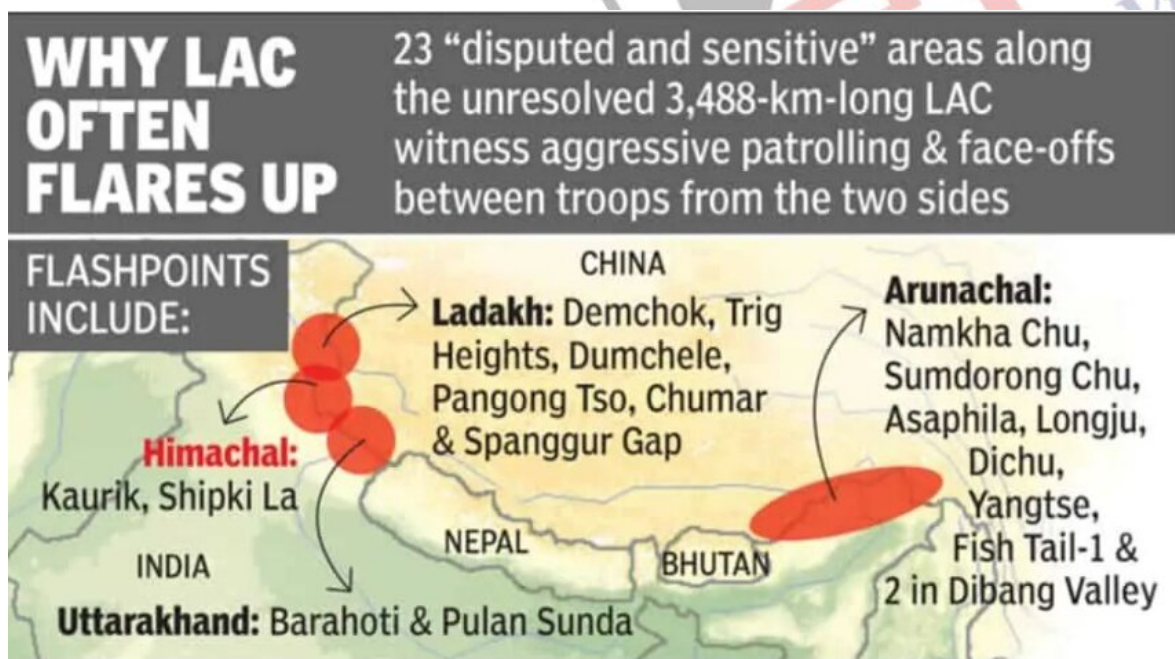 WHY LAC
OFTEN
FLARES UP
23 “disputed and sensitive” areas along
the unresolved 3,488-km-long LAC
witness aggressive patrolling & face-offs
between troops from the two sides
FLASHPOINTS
INCLUDE:
CHINA
Ladakh: Demchok, Trig
Heights, Dumchele,
Pangong Tso, Chumar
& Spanggur Gap
Arunachal:
Namkha Chu,
Sumdorong Chu,
Asaphila, Longju,
Dichu,
Yangtse,
Fish Tail-1 &
2 in Dibang Valley
Himachal:
Kaurik, Shipki La
NEPAL
BHUTAN
INDIA
Uttarakhand: Barahoti & Pulan Sunda